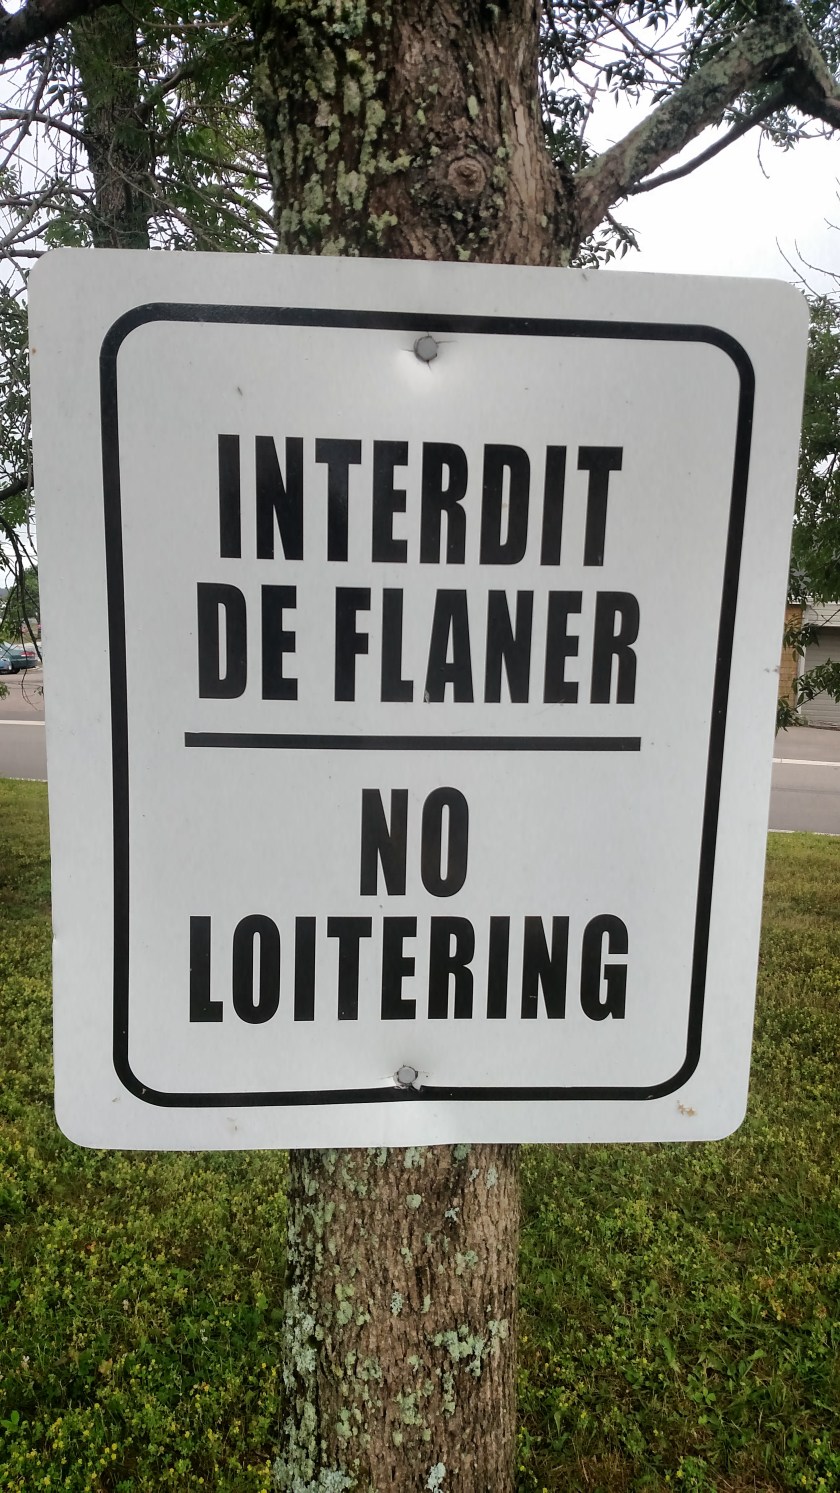 INTERDIT
DE FLANER
NO
LOITERING